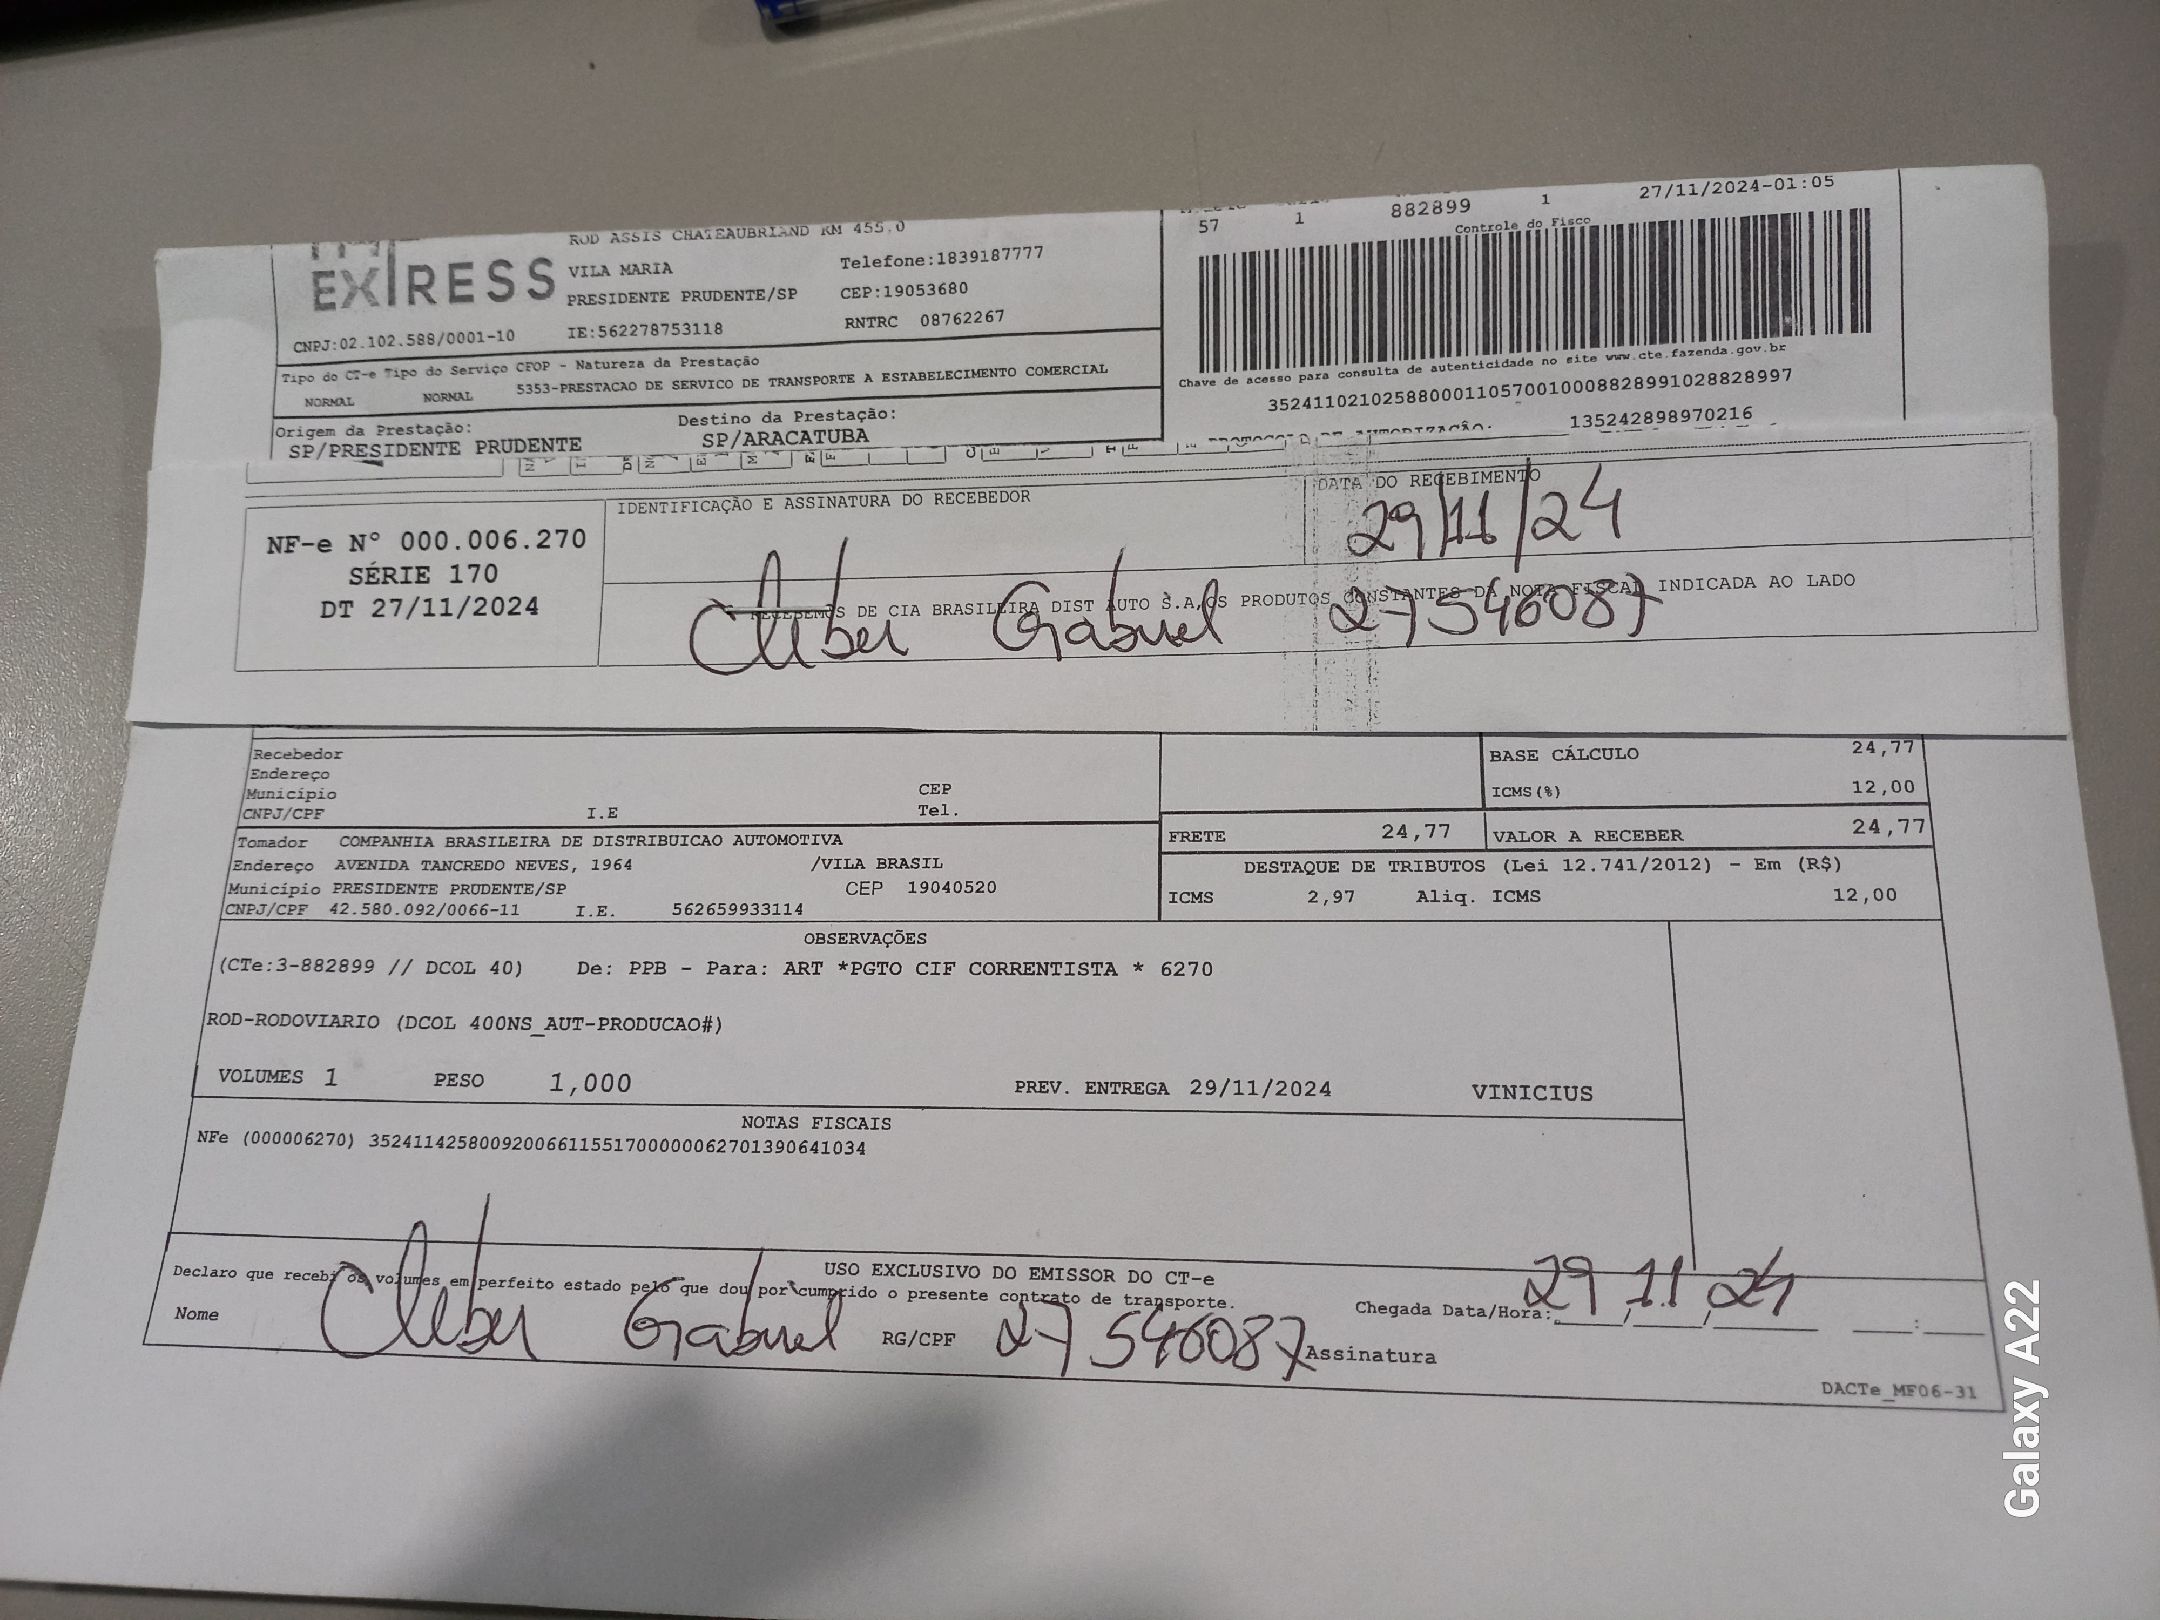 ROD ASSIS CHATEAUBRIAND KM 455.0
EXPRESS
VILA MARIA
Telefone:1839187777
PRESIDENTE PRUDENTE/SP
CEP:19053680
CNPJ:02.102.588/0001-10
IE:562278753118
RNTRC 08762267
57 1 882899 1 27/11/2024-01:05
Controle do Fisco
Tipo do CT-e Tipo do Serviço CFOP - Natureza da Prestação
NORMAL NORMAL 5353-PRESTACAO DE SERVICO DE TRANSPORTE A ESTABELECIMENTO COMERCIAL
Chave de acesso para consulta de autenticidade no site www.cte.fazenda.gov.br
35241102102588000110570010008828991028828997
Origem da Prestação:
Destino da Prestação:
SP/PRESIDENTE PRUDENTE
SP/ARACATUBA
PROTOCOLO DE AUTORIZAÇÃO: 135242898970216
IDENTIFICAÇÃO E ASSINATURA DO RECEBEDOR
DATA DO RECEBIMENTO
29/11/24
NF-e Nº 000.006.270
SÉRIE 170
DT 27/11/2024
RECEBEMOS DE CIA BRASILEIRA DIST AUTO S.A,OS PRODUTOS CONSTANTES DA NOTA FISCAL INDICADA AO LADO
Cleber Gabriel 27546087
Recebedor
Endereço
Município CEP
CNPJ/CPF I.E Tel.
BASE CÁLCULO 24,77
ICMS(%) 12,00
FRETE 24,77 VALOR A RECEBER 24,77
Tomador COMPANHIA BRASILEIRA DE DISTRIBUICAO AUTOMOTIVA
Endereço AVENIDA TANCREDO NEVES, 1964 /VILA BRASIL
Município PRESIDENTE PRUDENTE/SP CEP 19040520
CNPJ/CPF 42.580.092/0066-11 I.E. 562659933114
DESTAQUE DE TRIBUTOS (Lei 12.741/2012) - Em (R$)
ICMS 2,97 Aliq. ICMS 12,00
OBSERVAÇÕES
(CTe:3-882899 // DCOL 40) De: PPB - Para: ART *PGTO CIF CORRENTISTA * 6270
ROD-RODOVIARIO (DCOL 400NS_AUT-PRODUCAO#)
VOLUMES 1 PESO 1,000 PREV. ENTREGA 29/11/2024 VINICIUS
NOTAS FISCAIS
NFe (000006270) 35241142580092006611551700000062701390641034
USO EXCLUSIVO DO EMISSOR DO CT-e
Declaro que recebi os volumes em perfeito estado pelo que dou por cumprido o presente contrato de transporte.
Chegada Data/Hora: 29/11/24 :
Nome Cleber Gabriel RG/CPF 27546087 Assinatura
DACTe_MF06-31
Galaxy A22